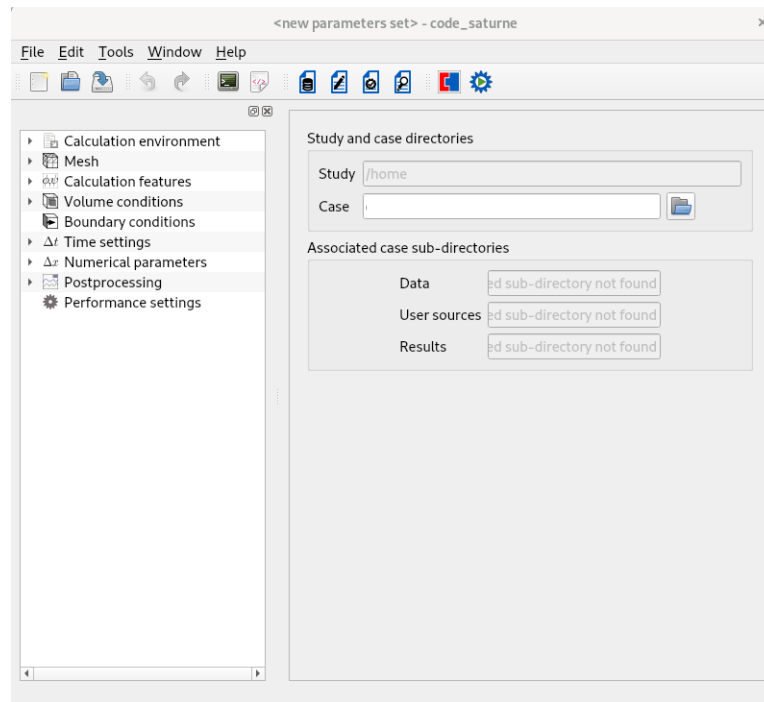 <new parameters set> - code_saturne
File Edit Tools Window Help
Calculation environment
Mesh
Calculation features
Volume conditions
Boundary conditions
Δt Time settings
Δx Numerical parameters
Postprocessing
Performance settings
Study and case directories
Study /home
Case
Associated case sub-directories
Data ed sub-directory not found
User sources ed sub-directory not found
Results ed sub-directory not found